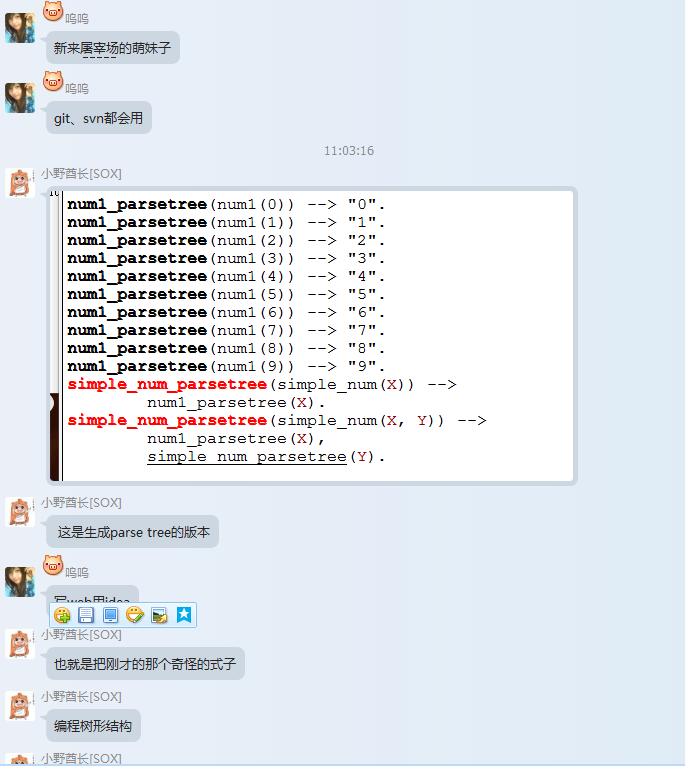 呜呜
新来屠宰场的萌妹子
呜呜
git、svn都会用
11:03:16
小野酋长[SOX]
num1_parsetree(num1(0)) --> "0".
num1_parsetree(num1(1)) --> "1".
num1_parsetree(num1(2)) --> "2".
num1_parsetree(num1(3)) --> "3".
num1_parsetree(num1(4)) --> "4".
num1_parsetree(num1(5)) --> "5".
num1_parsetree(num1(6)) --> "6".
num1_parsetree(num1(7)) --> "7".
num1_parsetree(num1(8)) --> "8".
num1_parsetree(num1(9)) --> "9".
simple_num_parsetree(simple_num(X)) -->
num1_parsetree(X).
simple_num_parsetree(simple_num(X, Y)) -->
num1_parsetree(X),
simple_num_parsetree(Y).
小野酋长[SOX]
这是生成parse tree的版本
呜呜
写web用idea
小野酋长[SOX]
也就是把刚才的那个奇怪的式子
小野酋长[SOX]
编程树形结构
小野酋长[SOX]